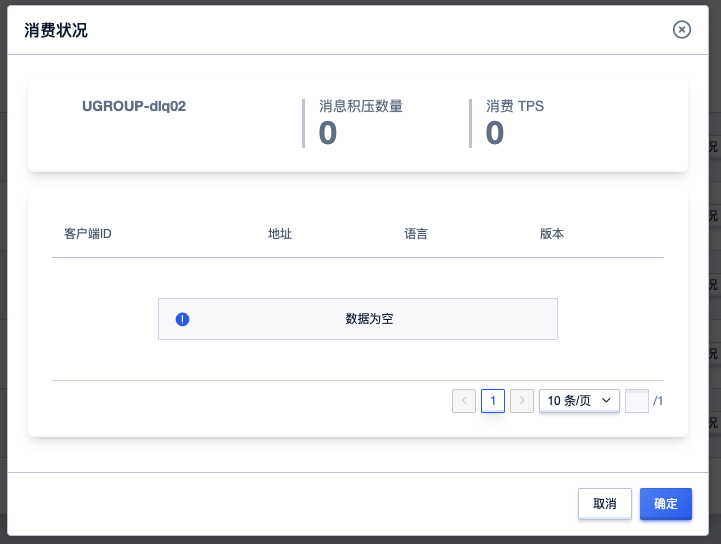 消费状况
UGROUP-dlq02
消息积压数量
0
消费 TPS
0
客户端ID 地址 语言 版本
数据为空
1 10 条/页 /1
取消 确定
况
况
况
况
况